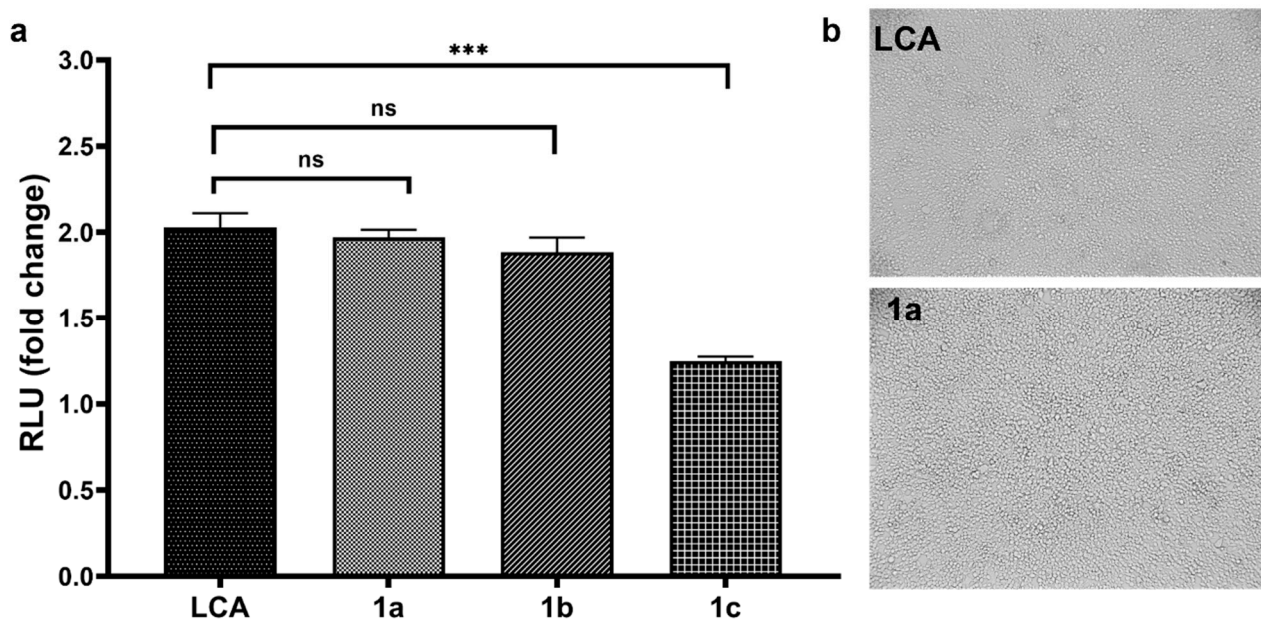 a
b
***
ns
ns
RLU (fold change)
3.0
2.5
2.0
1.5
1.0
0.5
0.0
LCA 1a 1b 1c
LCA
1a